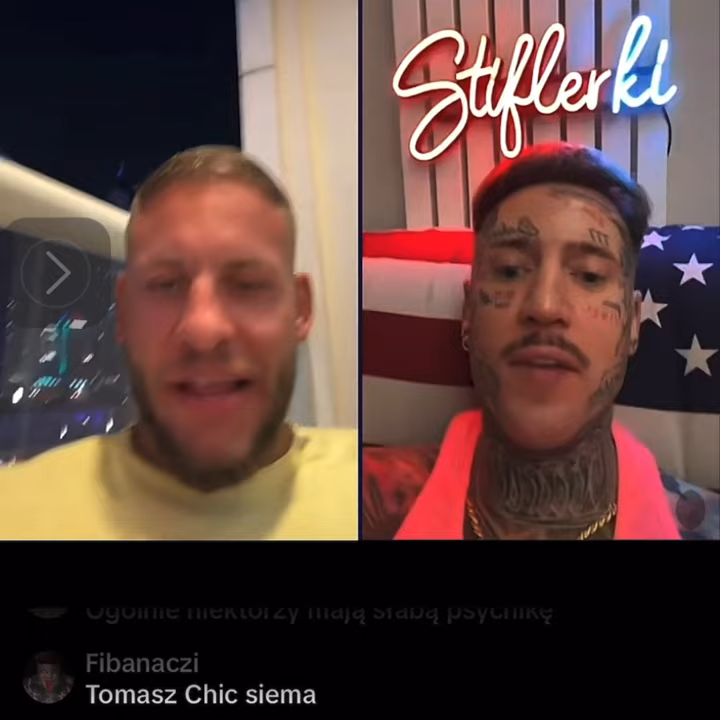 Stiflerki
Ogólnie niektórzy mają słabą psychikę
Fibanaczi
Tomasz Chic siema